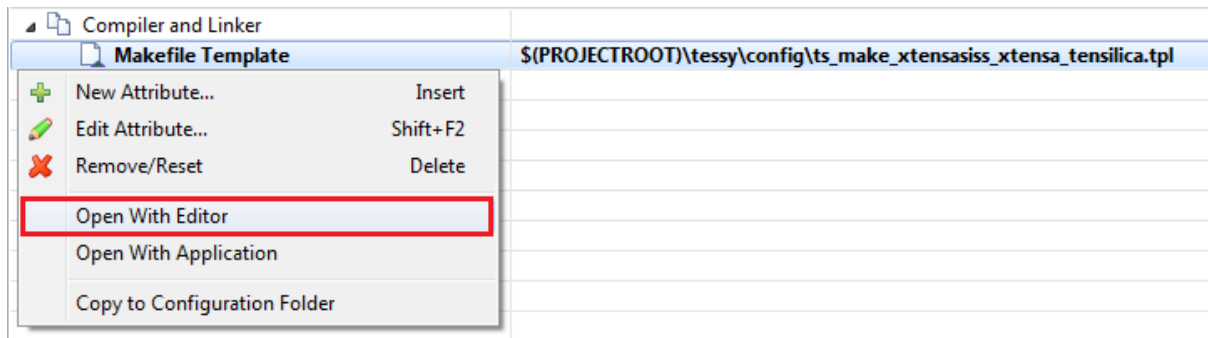 Compiler and Linker
Makefile Template $(PROJECTROOT)\tessy\config\ts_make_xtensasiss_xtensa_tensilica.tpl
New Attribute... Insert
Edit Attribute... Shift+F2
Remove/Reset Delete
Open With Editor
Open With Application
Copy to Configuration Folder